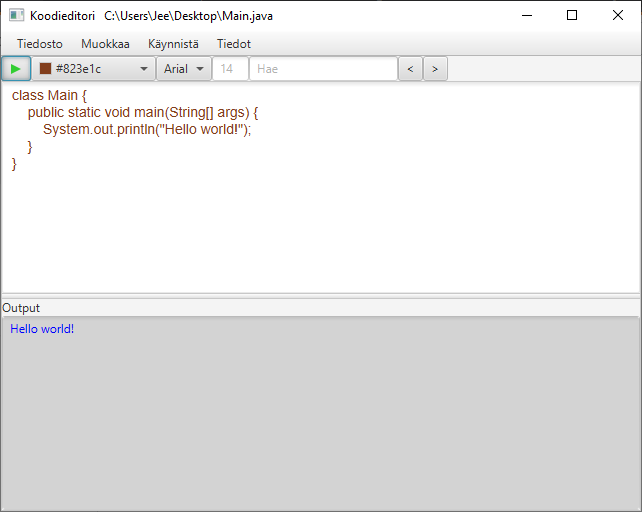 Koodieditori C:\Users\Jee\Desktop\Main.java
Tiedosto Muokkaa Käynnistä Tiedot
#823e1c Arial 14 Hae < >
class Main {
    public static void main(String[] args) {
        System.out.println("Hello world!");
    }
}
Output
Hello world!